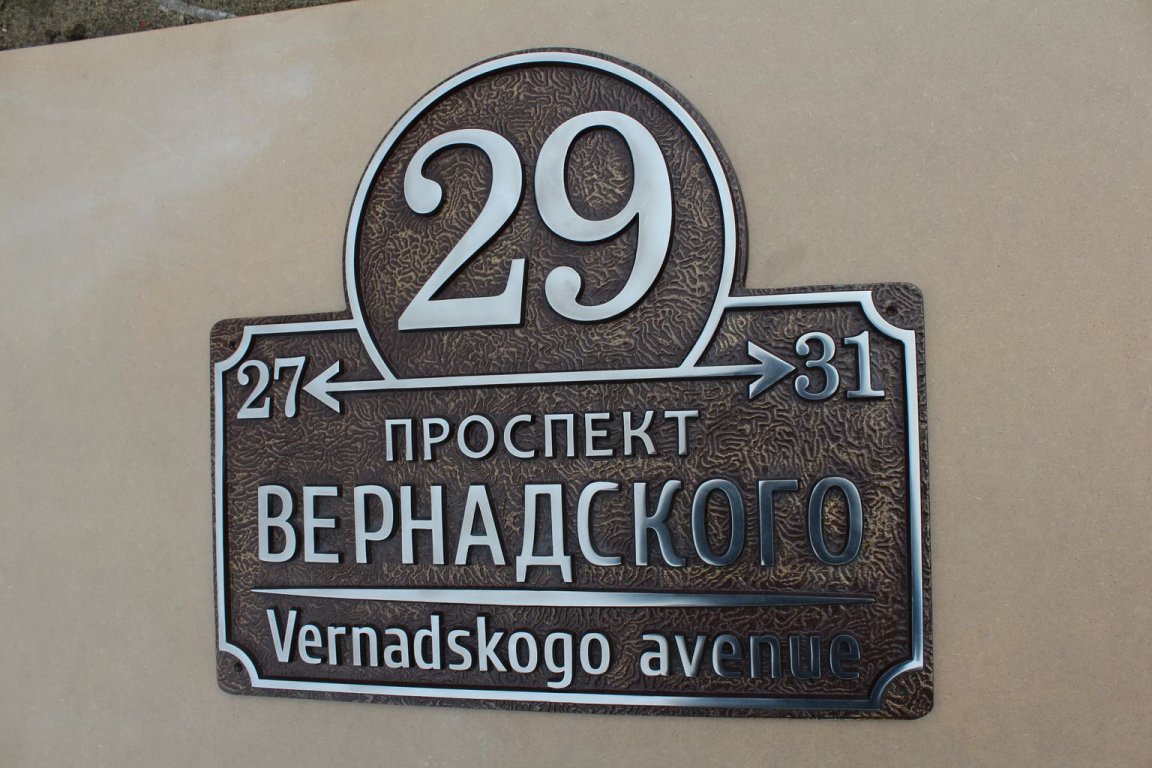 29
27 31
ПРОСПЕКТ
ВЕРНАДСКОГО
Vernadskogo avenue